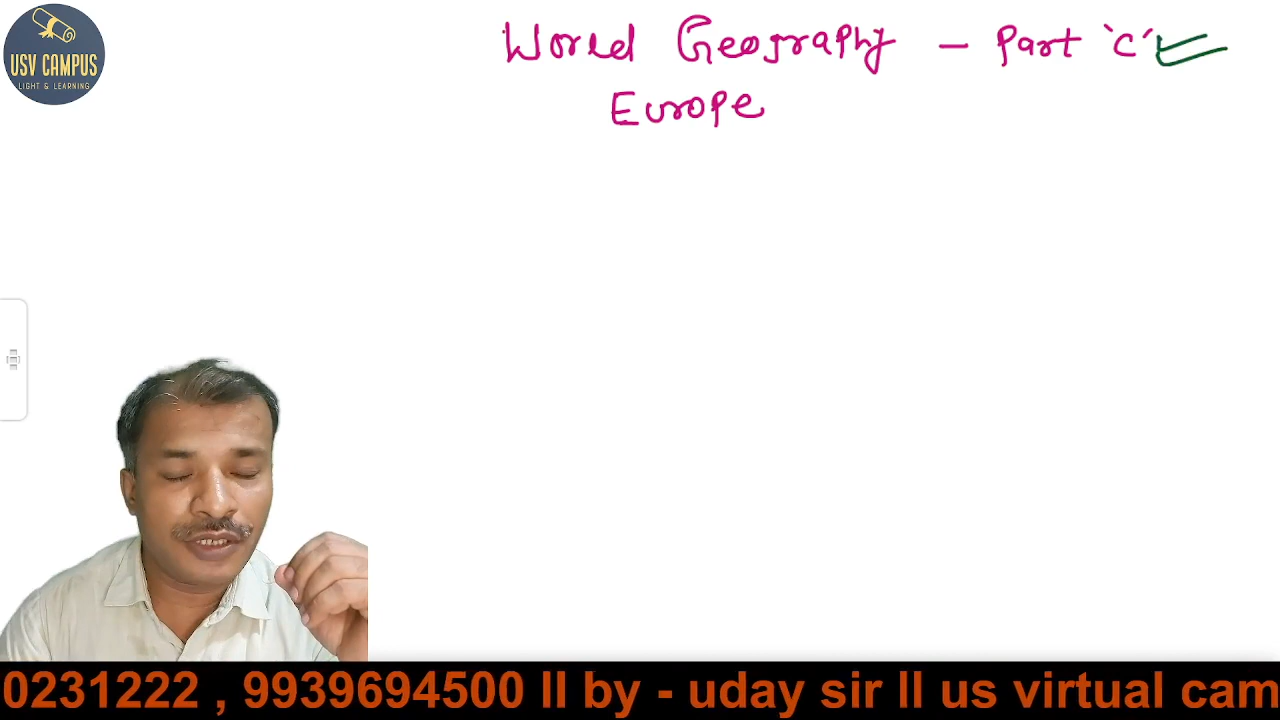 USV CAMPUS
LIGHT & LEARNING
World Geography - Part 'C'
Europe
0231222 , 9939694500 ll by - uday sir ll us virtual cam